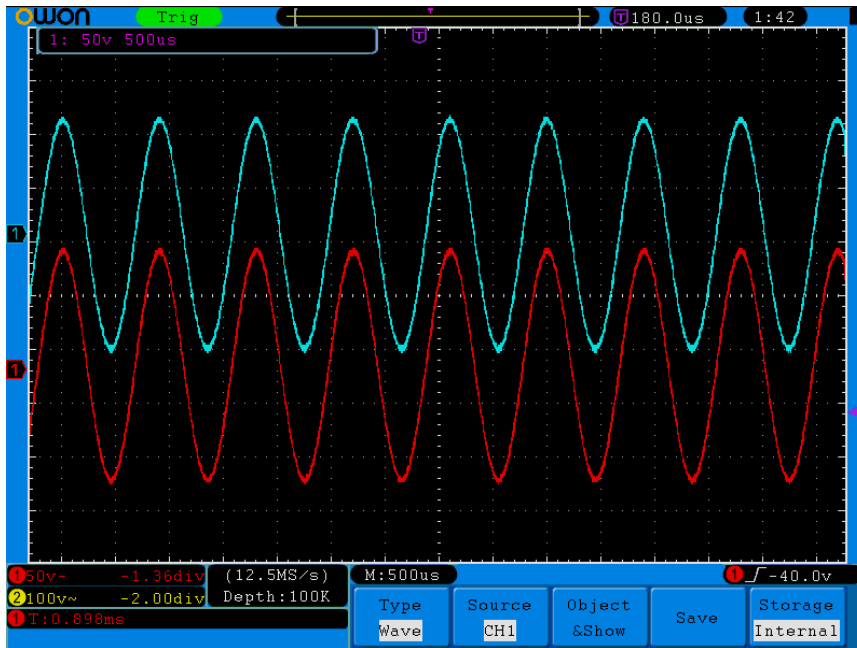 owon Trig T 180.0us 1:42
1: 50v 500us
T
1
1
1 50v~ -1.36div (12.5MS/s) M:500us 1 -40.0v
2 100v~ -2.00div Depth:100K
1 T:0.898ms
Type Source Object Save Storage
Wave CH1 &Show Internal